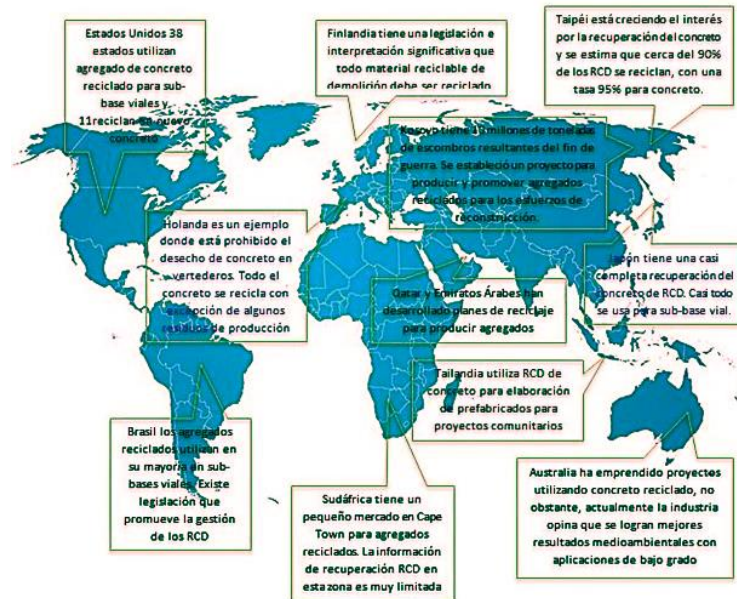 Estados Unidos 38
estados utilizan
agregado de concreto
reciclado para sub-
base viales y
11reciclan en nuevo
concreto
Finlandia tiene una legislación e
interpretación significativa que
todo material reciclable de
demolición debe ser reciclado
Taipéi está creciendo el interés
por la recuperación del concreto
y se estima que cerca del 90%
de los RCD se reciclan, con una
tasa 95% para concreto.
Kosovo tiene 10 millones de toneladas
de escombros resultantes del fin de
guerra. Se estableció un proyecto para
producir y promover agregados
reciclados para los esfuerzos de
reconstrucción.
Holanda es un ejemplo
donde está prohibido el
desecho de concreto en
vertederos. Todo el
concreto se recicla con
excepción de algunos
residuos de producción
Japón tiene una casi
completa recuperación del
concreto de RCD. Casi todo
se usa para sub-base vial.
Qatar y Emiratos Árabes han
desarrollado planes de reciclaje
para producir agregados
Tailandia utiliza RCD de
concreto para elaboración
de prefabricados para
proyectos comunitarios
Brasil los agregados
reciclados utilizan en
su mayoría en sub-
bases viales. Existe
legislación que
promueve la gestión
de los RCD
Sudáfrica tiene un
pequeño mercado en Cape
Town para agregados
reciclados. La información
de recuperación RCD en
esta zona es muy limitada
Australia ha emprendido proyectos
utilizando concreto reciclado, no
obstante, actualmente la industria
opina que se logran mejores
resultados medioambientales con
aplicaciones de bajo grado